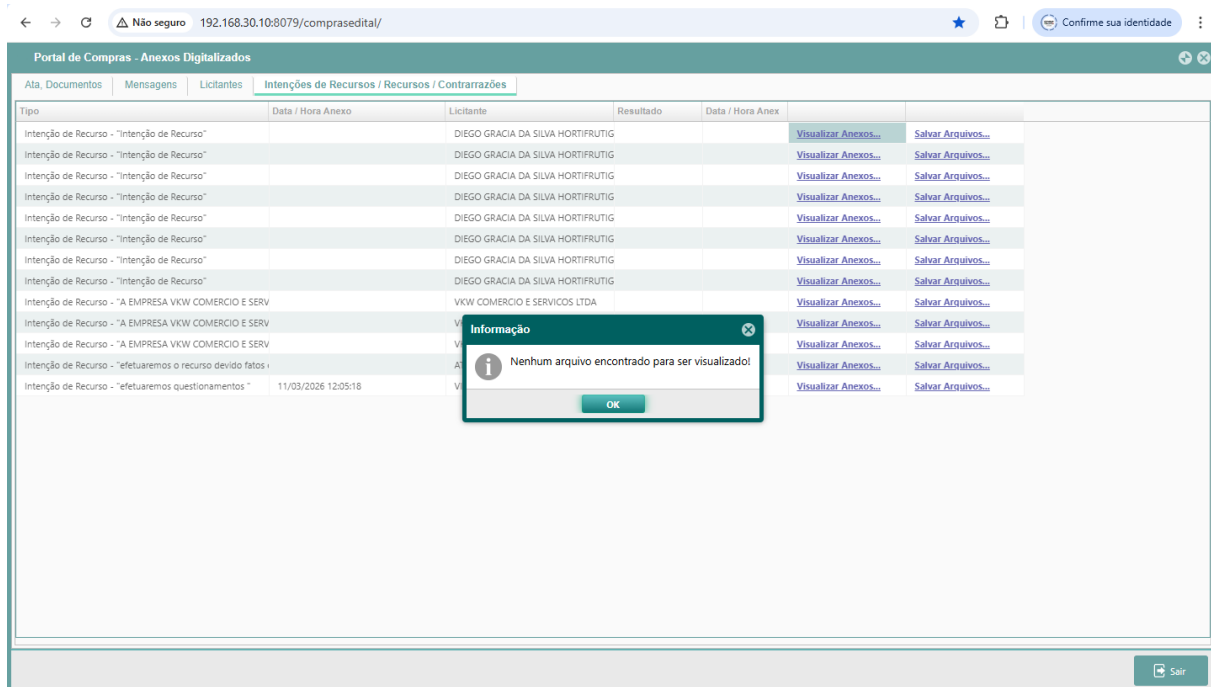 Não seguro 192.168.30.10:8079/comprasedital/ Confirme sua identidade
Portal de Compras - Anexos Digitalizados
Ata, Documentos Mensagens Licitantes Intenções de Recursos / Recursos / Contrarrazões
Tipo Data / Hora Anexo Licitante Resultado Data / Hora Anex
Intenção de Recurso - "Intenção de Recurso" DIEGO GRACIA DA SILVA HORTIFRUTIG Visualizar Anexos... Salvar Arquivos...
Intenção de Recurso - "Intenção de Recurso" DIEGO GRACIA DA SILVA HORTIFRUTIG Visualizar Anexos... Salvar Arquivos...
Intenção de Recurso - "Intenção de Recurso" DIEGO GRACIA DA SILVA HORTIFRUTIG Visualizar Anexos... Salvar Arquivos...
Intenção de Recurso - "Intenção de Recurso" DIEGO GRACIA DA SILVA HORTIFRUTIG Visualizar Anexos... Salvar Arquivos...
Intenção de Recurso - "Intenção de Recurso" DIEGO GRACIA DA SILVA HORTIFRUTIG Visualizar Anexos... Salvar Arquivos...
Intenção de Recurso - "Intenção de Recurso" DIEGO GRACIA DA SILVA HORTIFRUTIG Visualizar Anexos... Salvar Arquivos...
Intenção de Recurso - "Intenção de Recurso" DIEGO GRACIA DA SILVA HORTIFRUTIG Visualizar Anexos... Salvar Arquivos...
Intenção de Recurso - "Intenção de Recurso" DIEGO GRACIA DA SILVA HORTIFRUTIG Visualizar Anexos... Salvar Arquivos...
Intenção de Recurso - "A EMPRESA VKW COMERCIO E SERV VKW COMERCIO E SERVICOS LTDA Visualizar Anexos... Salvar Arquivos...
Intenção de Recurso - "A EMPRESA VKW COMERCIO E SERV Visualizar Anexos... Salvar Arquivos...
Intenção de Recurso - "A EMPRESA VKW COMERCIO E SERV Visualizar Anexos... Salvar Arquivos...
Intenção de Recurso - "efetuaremos o recurso devido fatos Visualizar Anexos... Salvar Arquivos...
Intenção de Recurso - "efetuaremos questionamentos " 11/03/2026 12:05:18 Visualizar Anexos... Salvar Arquivos...
Informação
Nenhum arquivo encontrado para ser visualizado!
OK
Sair